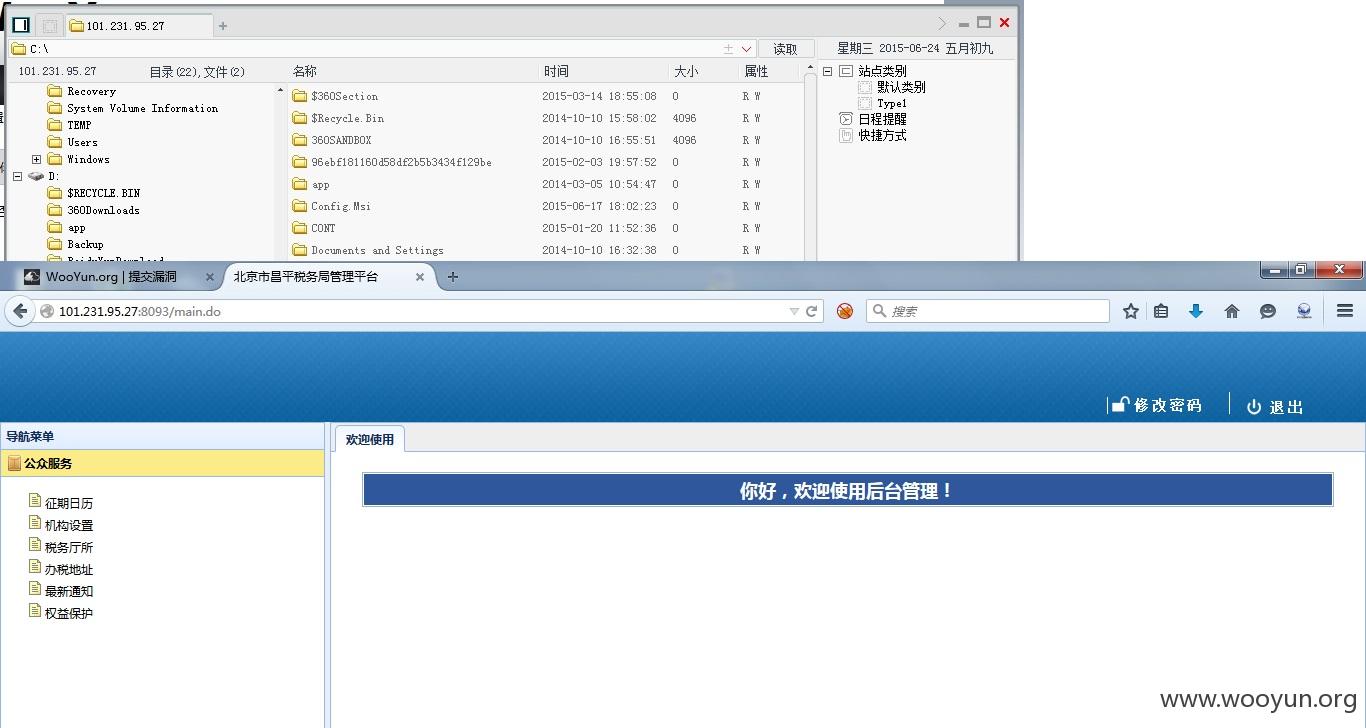 101.231.95.27
C:\ 读取 星期三 2015-06-24 五月初九
101.231.95.27 目录(22),文件(2) 名称 时间 大小 属性
Recovery
System Volume Information
TEMP
Users
Windows
D:
$RECYCLE.BIN
360Downloads
app
Backup
BaiduYunDownload
$360Section 2015-03-14 18:55:08 0 R W
$Recycle.Bin 2014-10-10 15:58:02 4096 R W
360SANDBOX 2014-10-10 16:55:51 4096 R W
96ebf181160d58df2b5b3434f129be 2015-02-03 19:57:52 0 R W
app 2014-03-05 10:54:47 0 R W
Config.Msi 2015-06-17 18:02:23 0 R W
CONT 2015-01-20 11:52:36 0 R W
Documents and Settings 2014-10-10 16:32:38 0 R W
站点类别
默认类别
Type1
日程提醒
快捷方式
WooYun.org | 提交漏洞 北京市昌平税务局管理平台
101.231.95.27:8093/main.do 搜索
修改密码 退出
导航菜单
公众服务
征期日历
机构设置
税务厅所
办税地址
最新通知
权益保护
欢迎使用
你好，欢迎使用后台管理！
www.wooyun.org